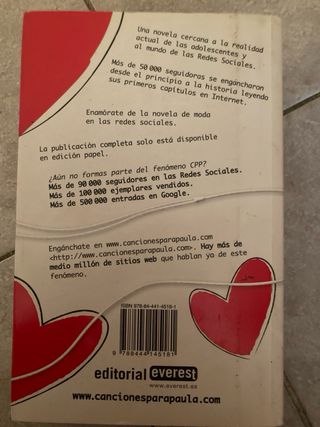 Una novela cercana a la realidad
actual de las adolescentes y
al mundo de las Redes Sociales.
Más de 50 000 seguidoras se engancharon
desde el principio a la historia leyendo
sus primeros capítulos en Internet.
Enamórate de la novela de moda
en las redes sociales.
La publicación completa solo está disponible
en edición papel.
¿Aún no formas parte del fenómeno CPP?
Más de 90 000 seguidores en las Redes Sociales.
Más de 100 000 ejemplares vendidos.
Más de 500 000 entradas en Google.
Engánchate en www.cancionesparapaula.com
<http://www.cancionesparapaula.com>. Hay más de
medio millón de sitios web que hablan ya de este
fenómeno.
ISBN 978-84-441-4518-1
9 788444 145181
editorial everest
www.everest.es
www.cancionesparapaula.com